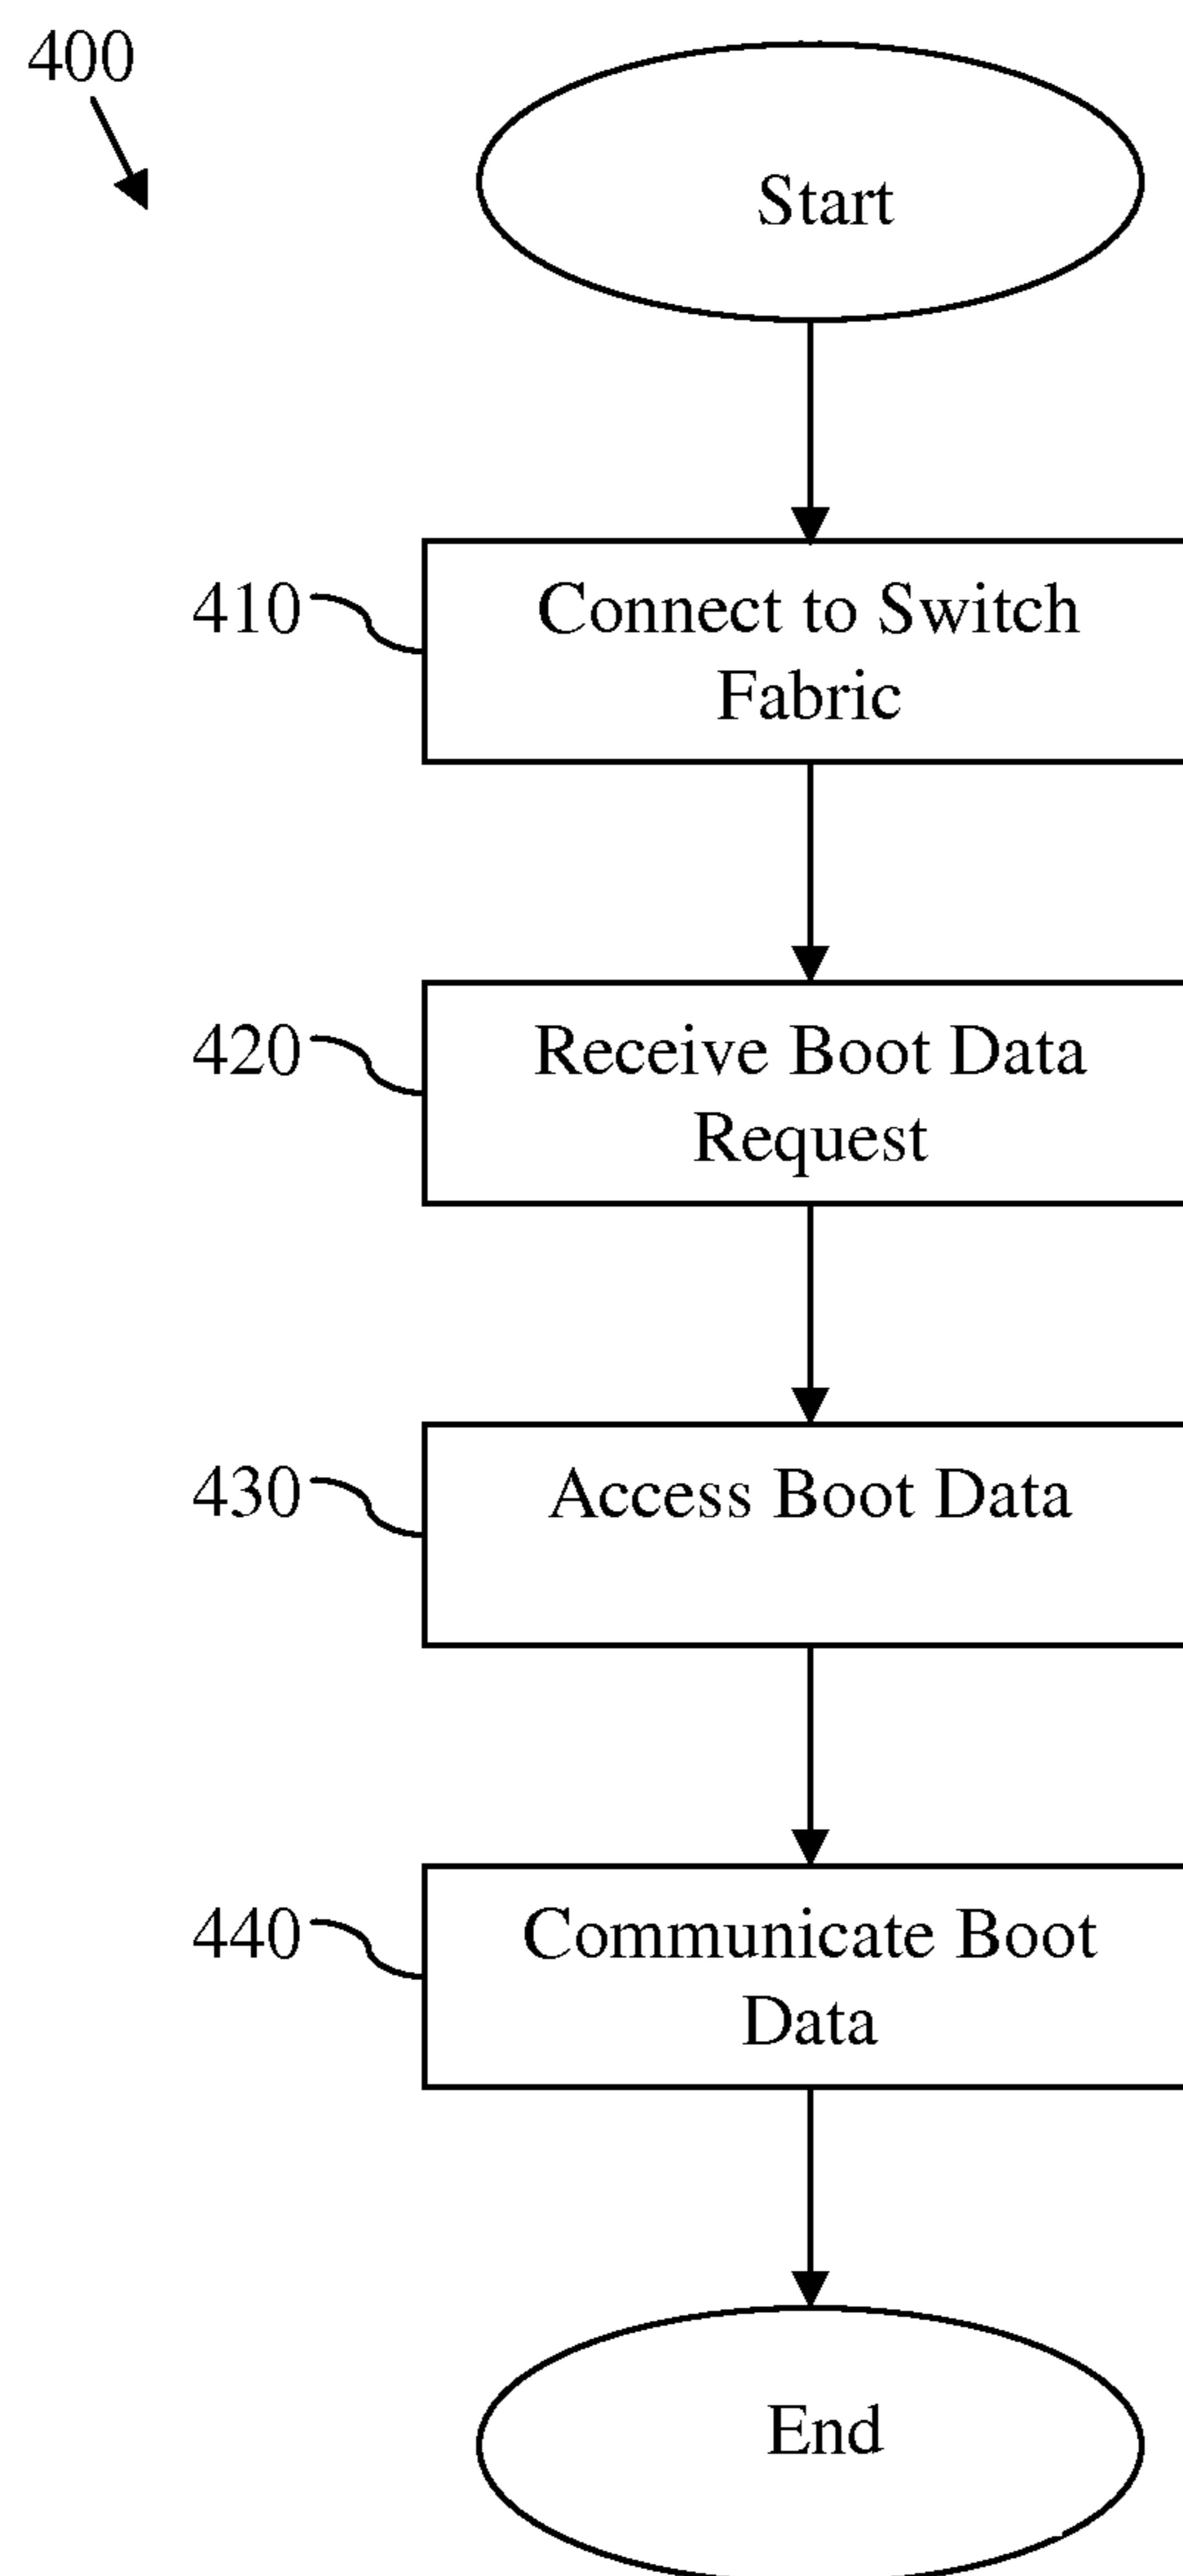 400
Start
410
Connect to Switch
Fabric
420
Receive Boot Data
Request
430
Access Boot Data
440
Communicate Boot
Data
End